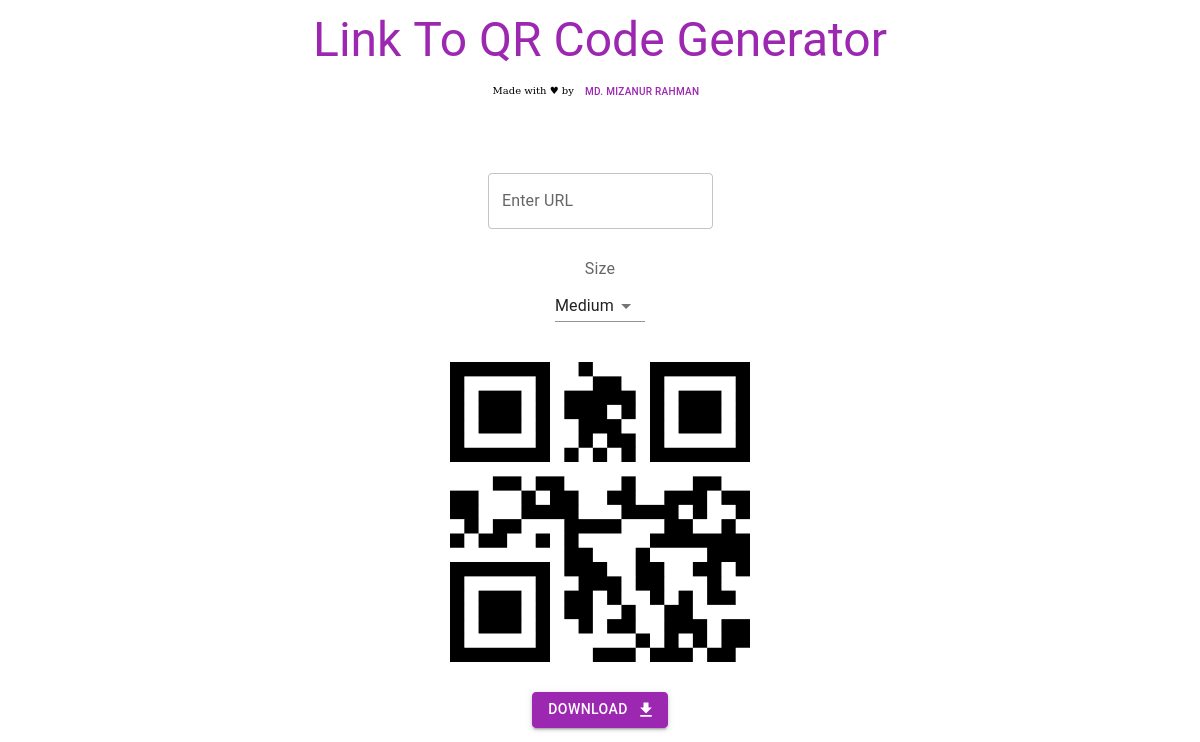 Link To QR Code Generator
Made with ♥ by MD. MIZANUR RAHMAN
Enter URL
Size
Medium
DOWNLOAD